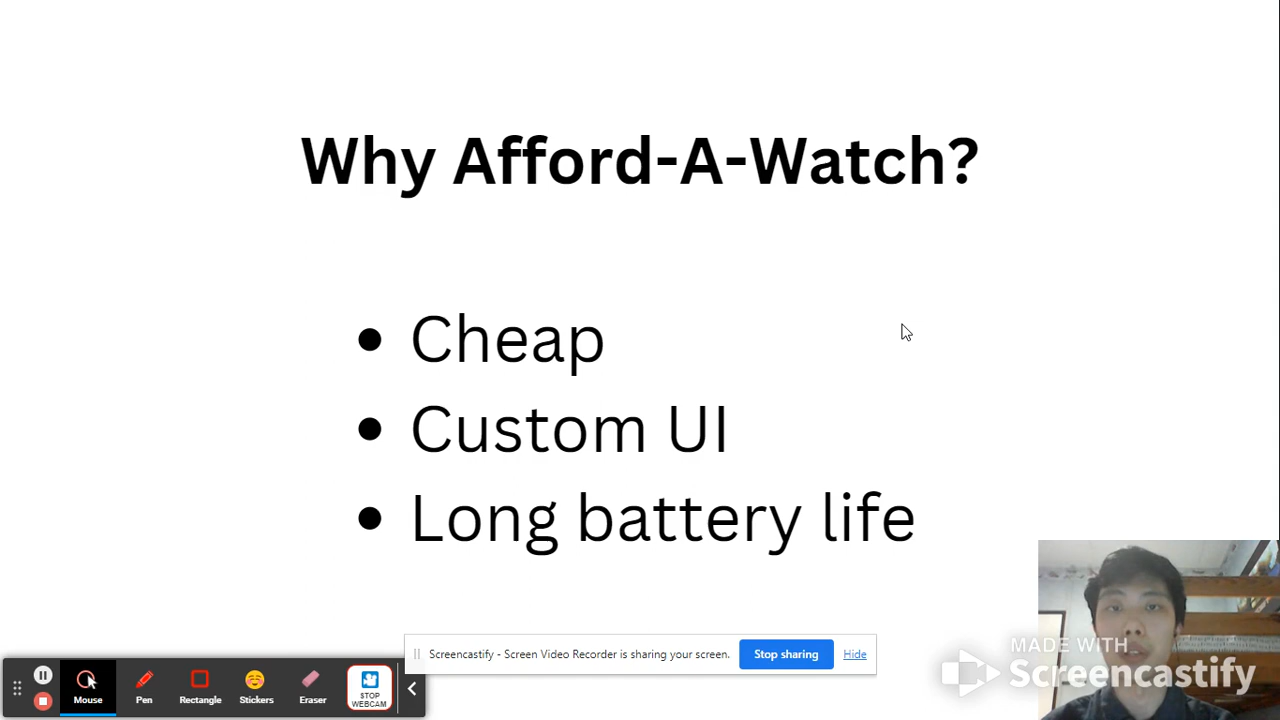 Why Afford-A-Watch?
• Cheap
• Custom UI
• Long battery life
MADE WITH
Screencastify
Screencastify - Screen Video Recorder is sharing your screen.
Stop sharing
Hide
Mouse
Pen
Rectangle
Stickers
Eraser
STOP
WEBCAM